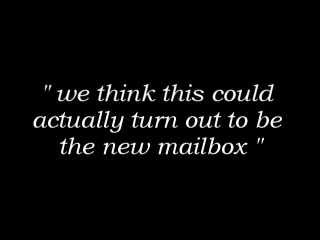 " we think this could
actually turn out to be
the new mailbox "